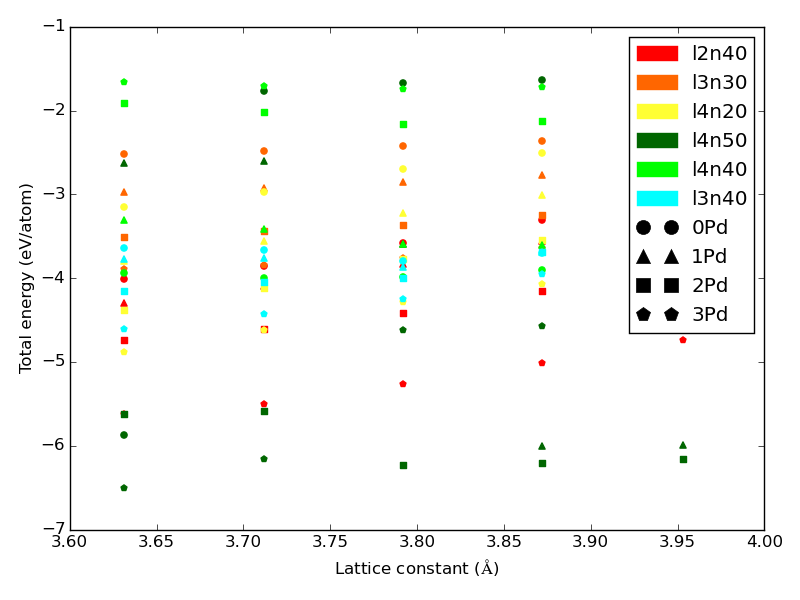 −1
−2
−3
−4
−5
−6
−7
Total energy (eV/atom)
3.60 3.65 3.70 3.75 3.80 3.85 3.90 3.95 4.00
Lattice constant (Å)
l2n40
l3n30
l4n20
l4n50
l4n40
l3n40
0Pd
1Pd
2Pd
3Pd